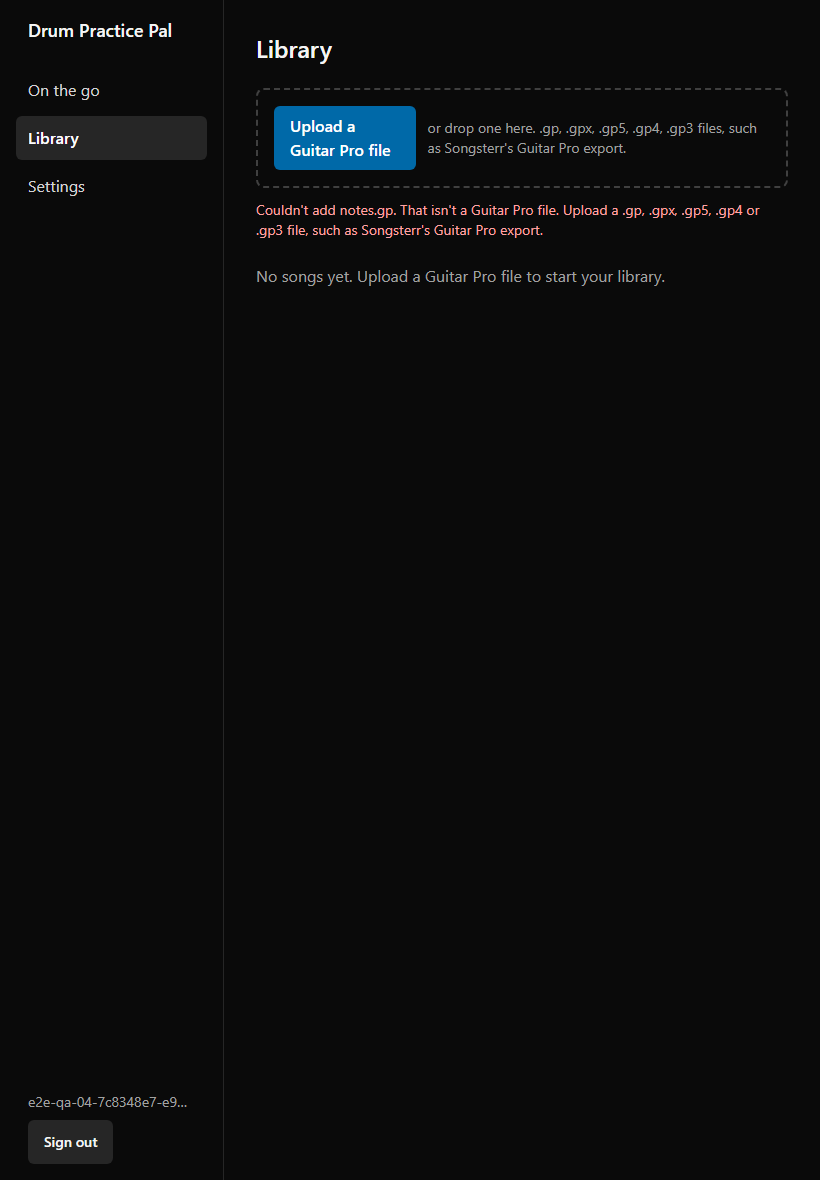 Drum Practice Pal
On the go
Library
Settings
e2e-qa-04-7c8348e7-e9...
Sign out
Library
Upload a
Guitar Pro file
or drop one here. .gp, .gpx, .gp5, .gp4, .gp3 files, such
as Songsterr's Guitar Pro export.
Couldn't add notes.gp. That isn't a Guitar Pro file. Upload a .gp, .gpx, .gp5, .gp4 or
.gp3 file, such as Songsterr's Guitar Pro export.
No songs yet. Upload a Guitar Pro file to start your library.